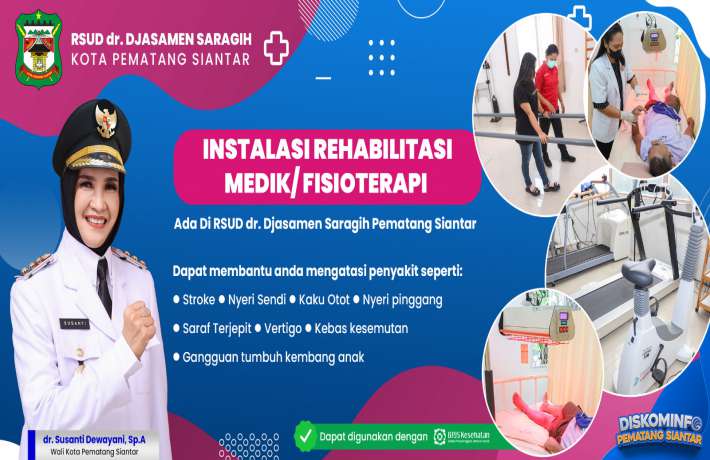 RSUD dr. DJASAMEN SARAGIH
KOTA PEMATANG SIANTAR
INSTALASI REHABILITASI
MEDIK/ FISIOTERAPI
Ada Di RSUD dr. Djasamen Saragih Pematang Siantar
Dapat membantu anda mengatasi penyakit seperti:
• Stroke • Nyeri Sendi • Kaku Otot • Nyeri pinggang
• Saraf Terjepit • Vertigo • Kebas kesemutan
• Gangguan tumbuh kembang anak
SUSANTI
dr. Susanti Dewayani, Sp.A
Wali Kota Pematang Siantar
Dapat digunakan dengan
BPJS Kesehatan
DISKOMINFO
PEMATANG SIANTAR